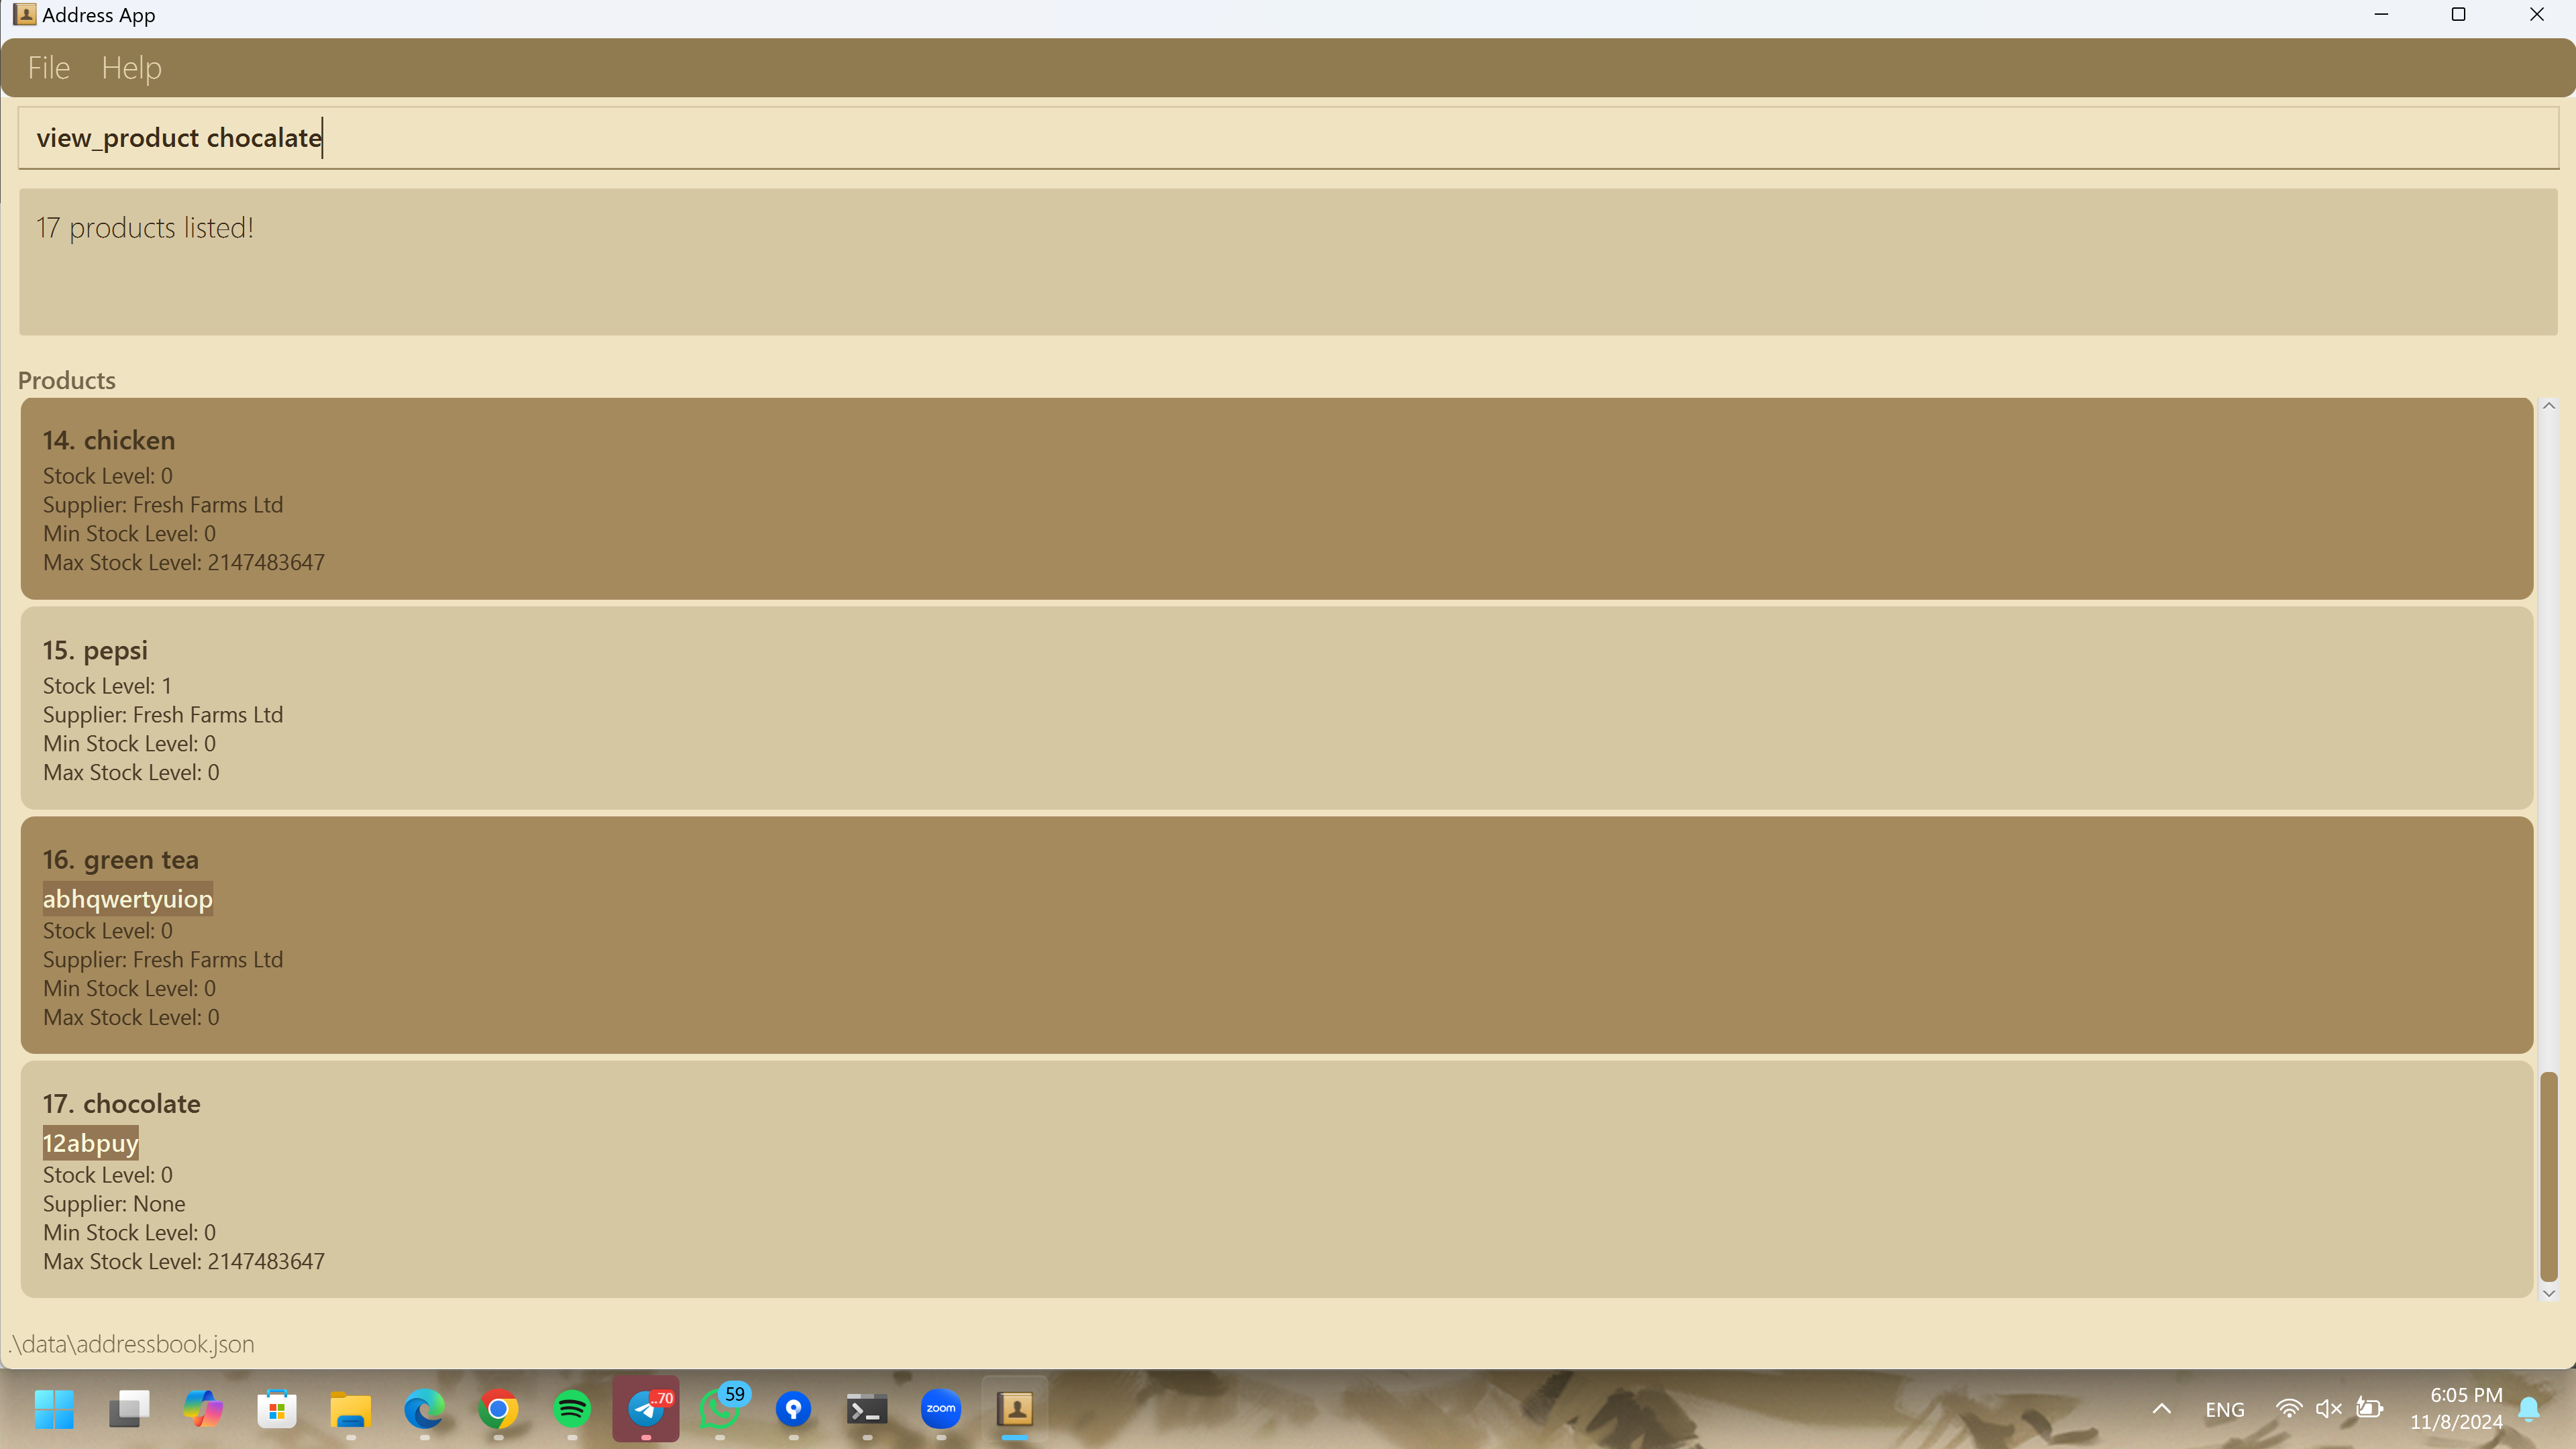 Address App
File Help
view_product chocalate
17 products listed!
Products
14. chicken
Stock Level: 0
Supplier: Fresh Farms Ltd
Min Stock Level: 0
Max Stock Level: 2147483647
15. pepsi
Stock Level: 1
Supplier: Fresh Farms Ltd
Min Stock Level: 0
Max Stock Level: 0
16. green tea
abhqwertyuiop
Stock Level: 0
Supplier: Fresh Farms Ltd
Min Stock Level: 0
Max Stock Level: 0
17. chocolate
12abpuy
Stock Level: 0
Supplier: None
Min Stock Level: 0
Max Stock Level: 2147483647
.\data\addressbook.json
..70
59
zoom
ENG
6:05 PM
11/8/2024